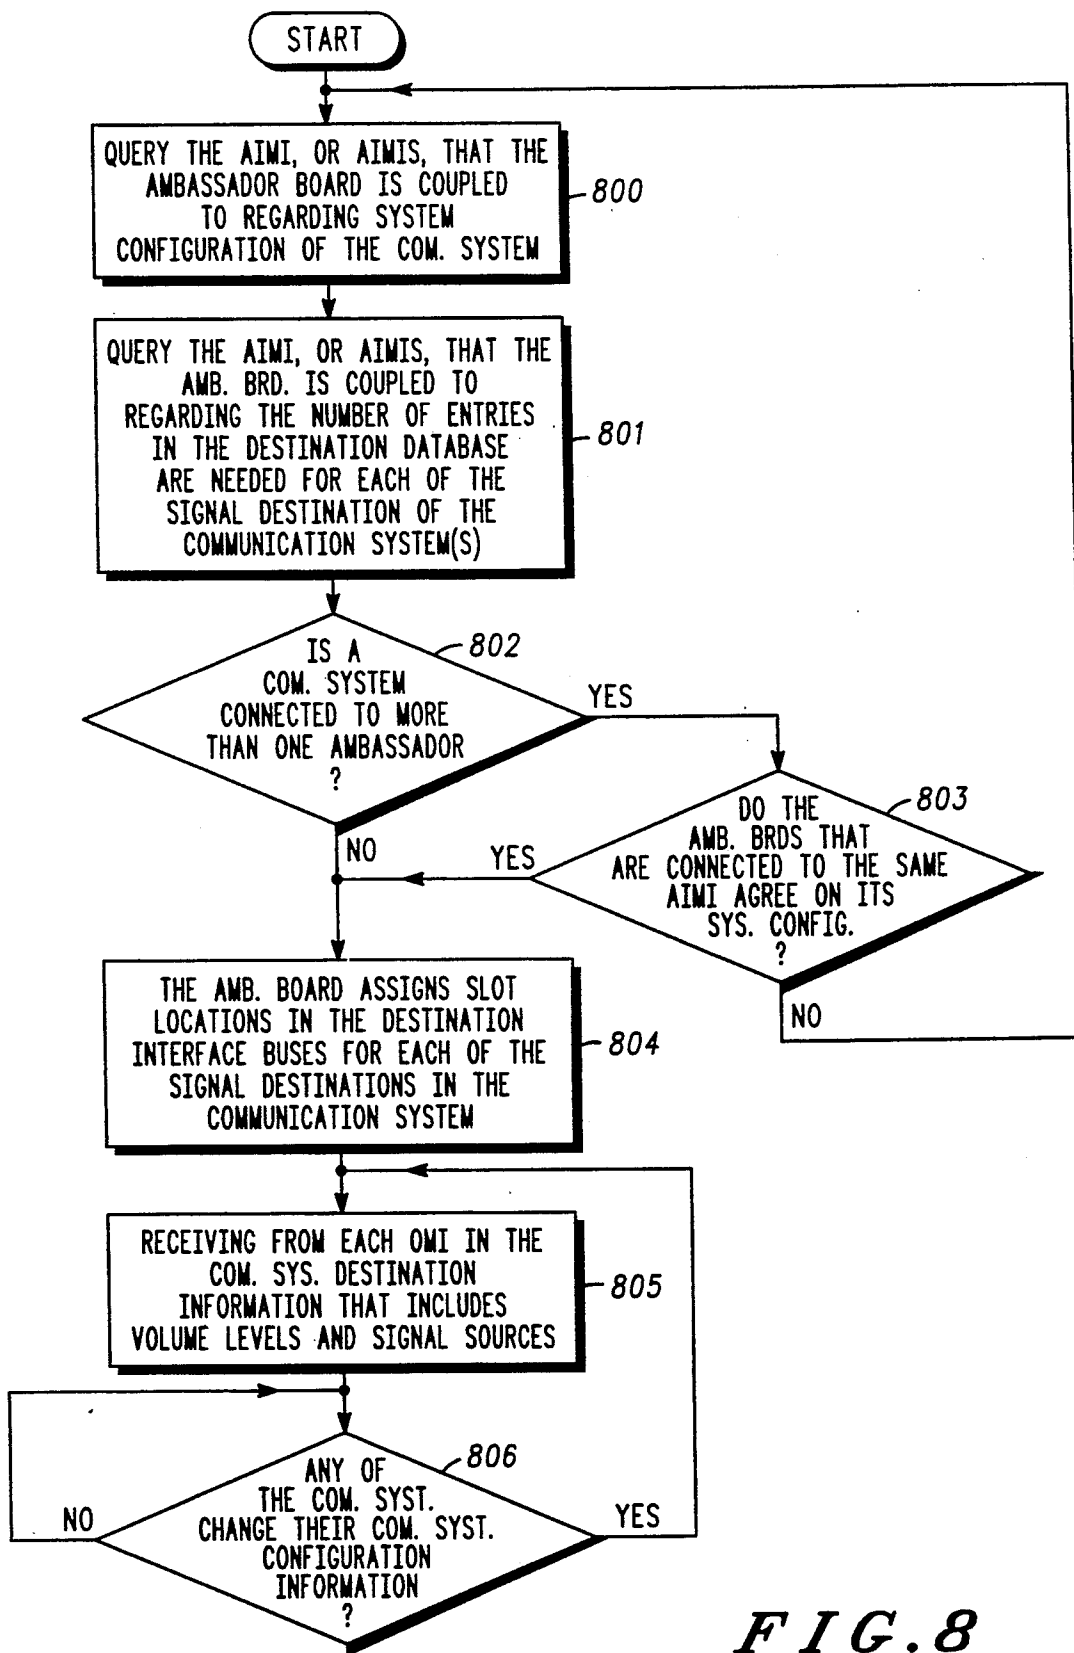 START
QUERY THE AIMI, OR AIMIS, THAT THE
AMBASSADOR BOARD IS COUPLED
TO REGARDING SYSTEM
CONFIGURATION OF THE COM. SYSTEM
800
QUERY THE AIMI, OR AIMIS, THAT THE
AMB. BRD. IS COUPLED TO
REGARDING THE NUMBER OF ENTRIES
IN THE DESTINATION DATABASE
ARE NEEDED FOR EACH OF THE
SIGNAL DESTINATION OF THE
COMMUNICATION SYSTEM(S)
801
IS A
COM. SYSTEM
CONNECTED TO MORE
THAN ONE AMBASSADOR
?
802
YES
NO
DO THE
AMB. BRDS THAT
ARE CONNECTED TO THE SAME
AIMI AGREE ON ITS
SYS. CONFIG.
?
803
YES
NO
THE AMB. BOARD ASSIGNS SLOT
LOCATIONS IN THE DESTINATION
INTERFACE BUSES FOR EACH OF THE
SIGNAL DESTINATIONS IN THE
COMMUNICATION SYSTEM
804
RECEIVING FROM EACH OMI IN THE
COM. SYS. DESTINATION
INFORMATION THAT INCLUDES
VOLUME LEVELS AND SIGNAL SOURCES
805
ANY OF
THE COM. SYST.
CHANGE THEIR COM. SYST.
CONFIGURATION
INFORMATION
?
806
NO
YES
FIG.8